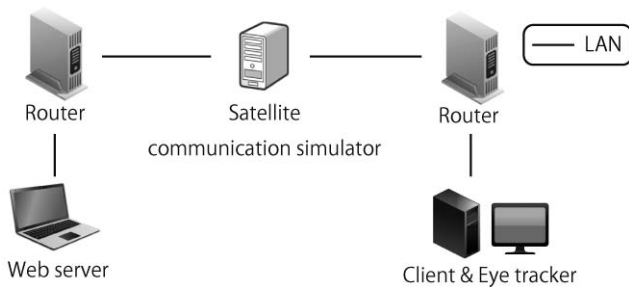 LAN
Router
Satellite
communication simulator
Router
Web server
Client & Eye tracker